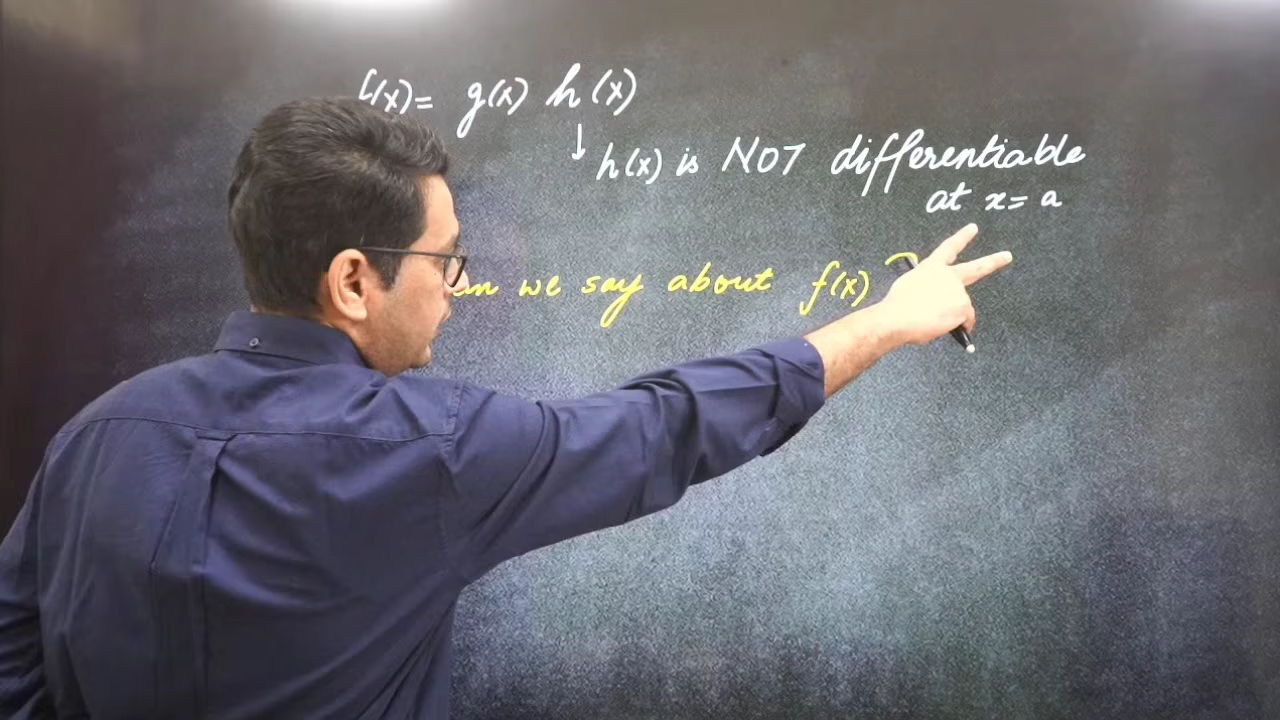 f(x) = g(x) h(x)
↓ h(x) is NOT differentiable
at x = a
we say about f(x) ?